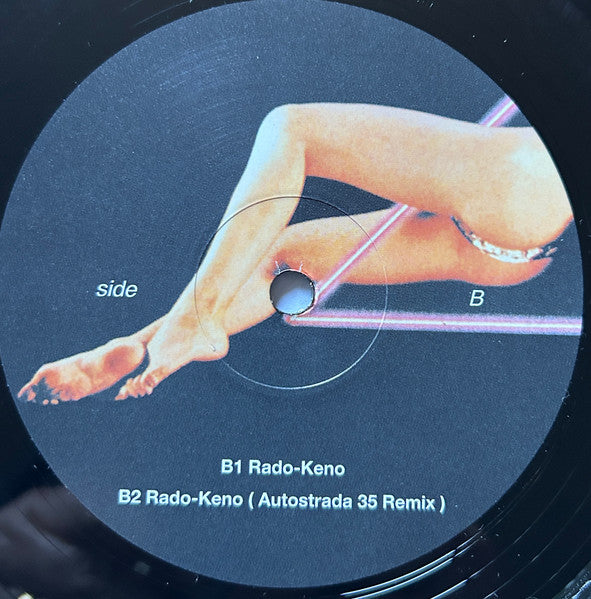 side B
B1 Rado-Keno
B2 Rado-Keno ( Autostrada 35 Remix )